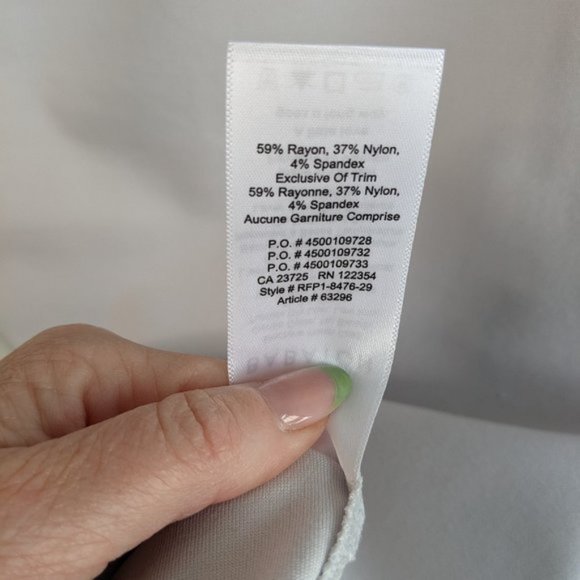 59% Rayon, 37% Nylon,
4% Spandex
Exclusive Of Trim
59% Rayonne, 37% Nylon,
4% Spandex
Aucune Garniture Comprise
P.O. # 4500109728
P.O. # 4500109732
P.O. # 4500109733
CA 23725 RN 122354
Style # RFP1-8476-29
Article # 63296